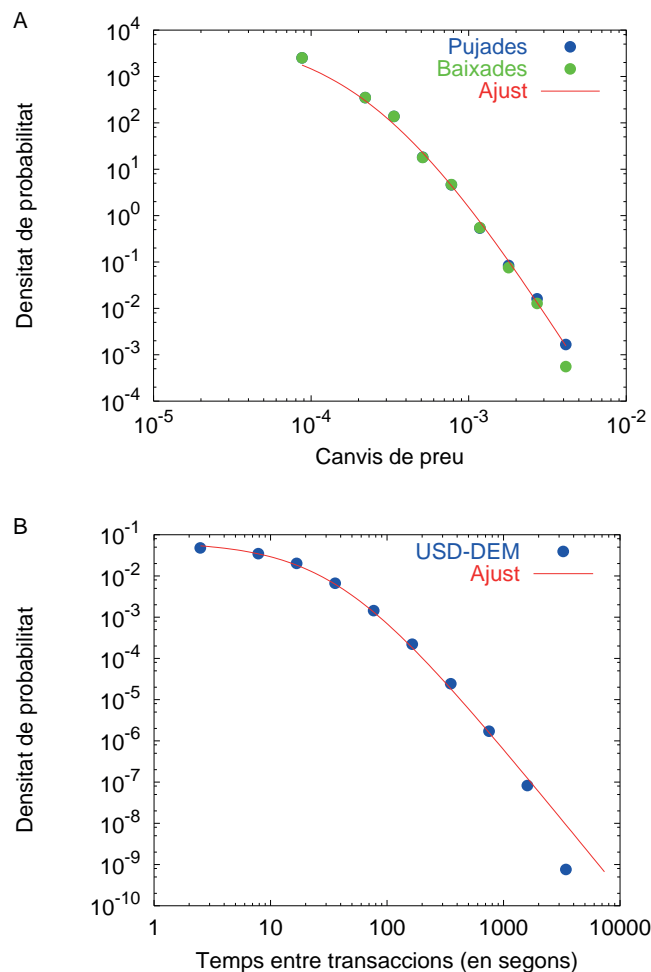 A
Densitat de probabilitat
10^4
10^3
10^2
10^1
10^0
10^-1
10^-2
10^-3
10^-4
Pujades
Baixades
Ajust
10^-5 10^-4 10^-3 10^-2
Canvis de preu
B
Densitat de probabilitat
10^-1
10^-2
10^-3
10^-4
10^-5
10^-6
10^-7
10^-8
10^-9
10^-10
USD-DEM
Ajust
1 10 100 1000 10000
Temps entre transaccions (en segons)